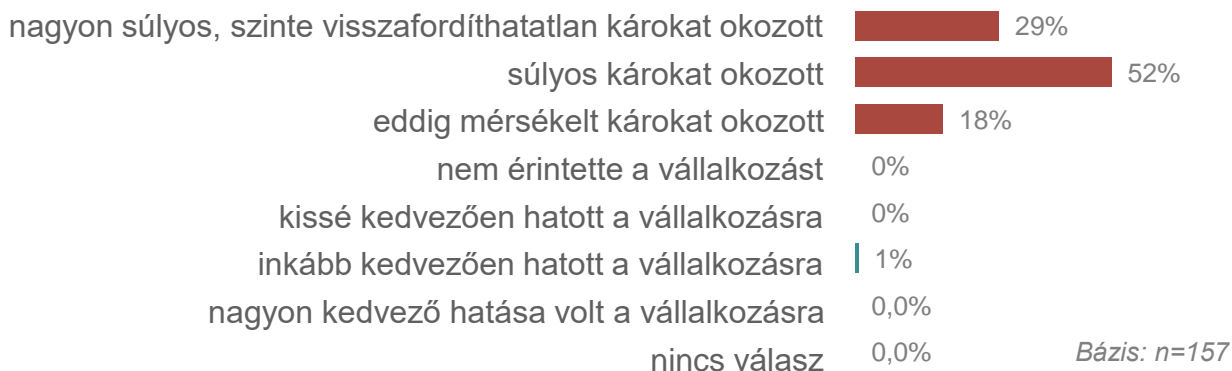 nagyon súlyos, szinte visszafordíthatatlan károkat okozott 29%
súlyos károkat okozott 52%
eddig mérsékelt károkat okozott 18%
nem érintette a vállalkozást 0%
kissé kedvezően hatott a vállalkozásra 0%
inkább kedvezően hatott a vállalkozásra 1%
nagyon kedvező hatása volt a vállalkozásra 0,0%
nincs válasz 0,0% Bázis: n=157